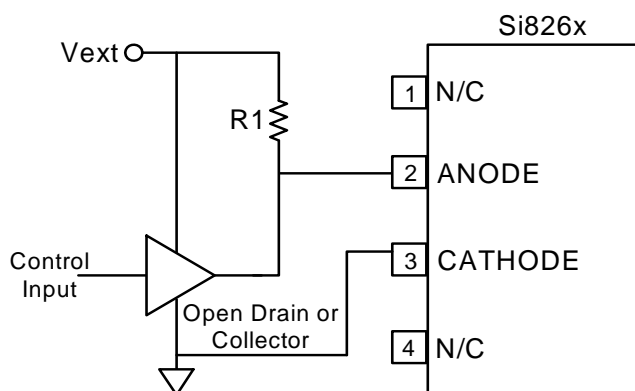 Si826x
Vext
1 N/C
R1
2 ANODE
3 CATHODE
Control
Input
Open Drain or
Collector
4 N/C